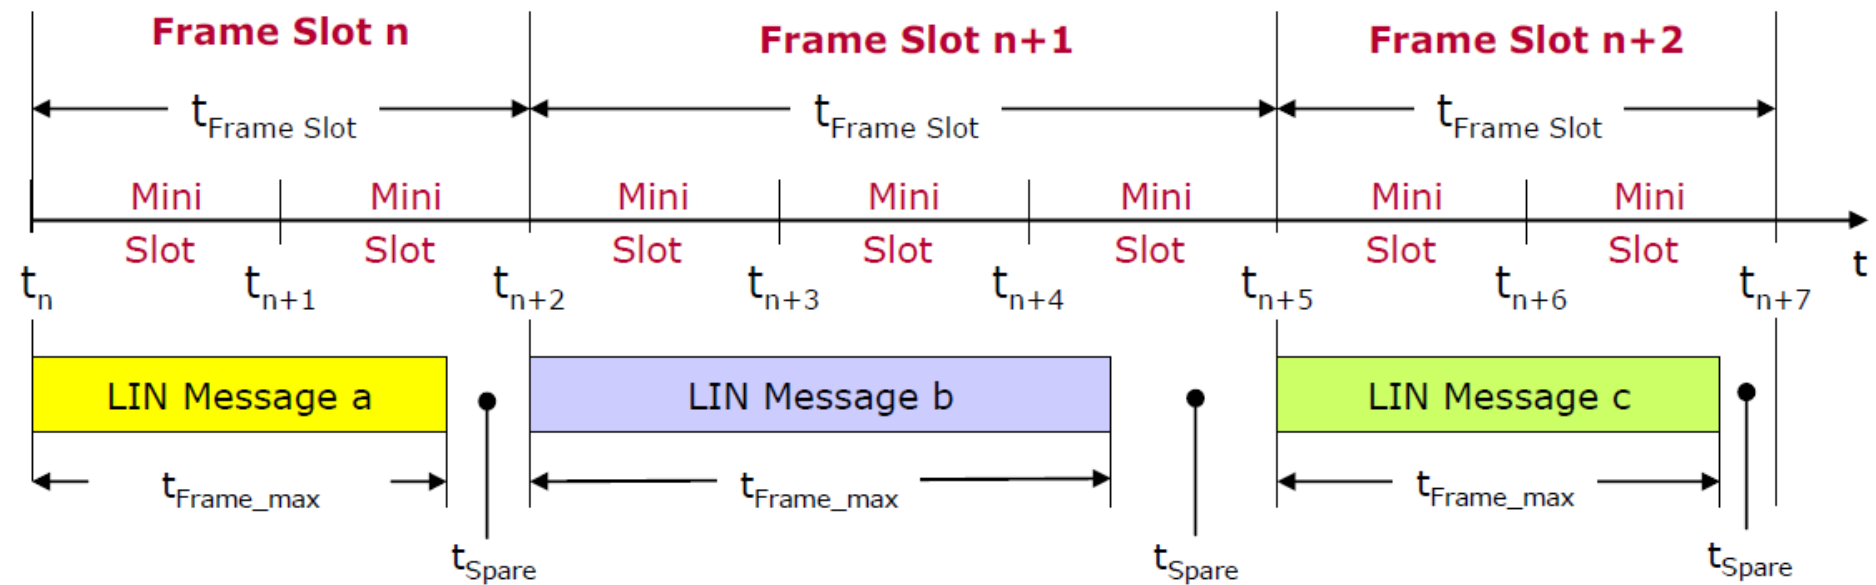 Frame Slot n Frame Slot n+1 Frame Slot n+2
tFrame Slot tFrame Slot tFrame Slot
Mini Mini Mini Mini Mini Mini Mini
Slot Slot Slot Slot Slot Slot Slot
t
tn tn+1 tn+2 tn+3 tn+4 tn+5 tn+6 tn+7
LIN Message a LIN Message b LIN Message c
tFrame_max tFrame_max tFrame_max
tSpare tSpare tSpare